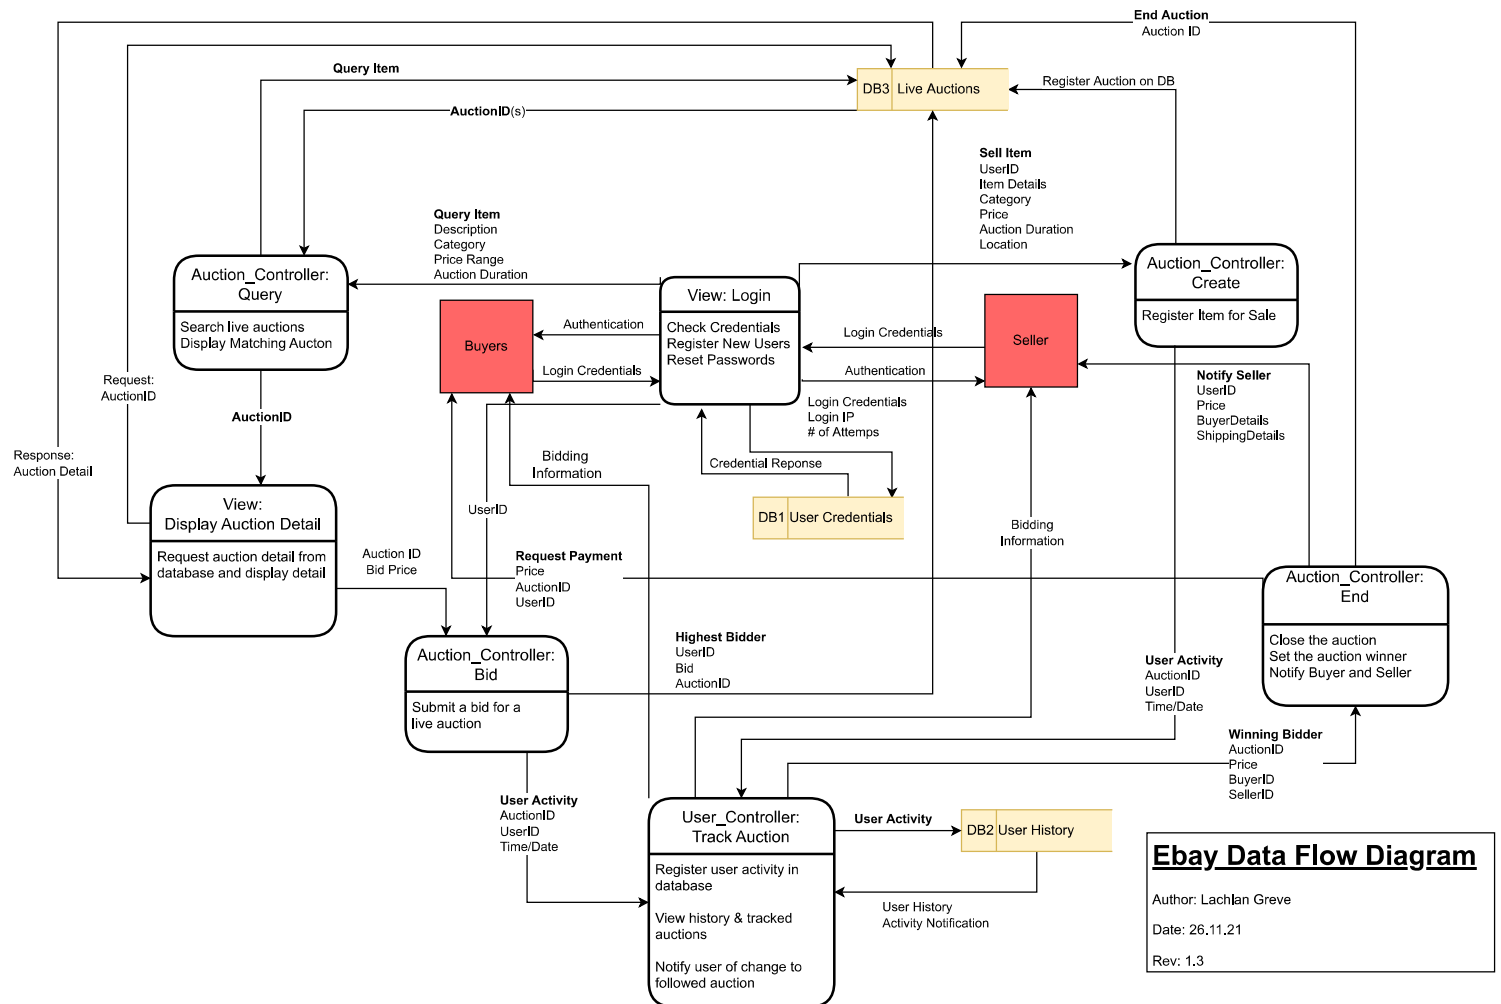 End Auction
Auction ID
Query Item
DB3 Live Auctions
Register Auction on DB
AuctionID(s)
Sell Item
UserID
Item Details
Category
Price
Auction Duration
Location
Query Item
Description
Category
Price Range
Auction Duration
Auction_Controller:
Query
Search live auctions
Display Matching Aucton
View: Login
Check Credentials
Register New Users
Reset Passwords
Auction_Controller:
Create
Register Item for Sale
Buyers
Authentication
Login Credentials
Seller
Login Credentials
Authentication
Request:
AuctionID
AuctionID
Notify Seller
UserID
Price
BuyerDetails
ShippingDetails
Login Credentials
Login IP
# of Attemps
Credential Reponse
Response:
Auction Detail
Bidding
Information
View:
Display Auction Detail
Request auction detail from
database and display detail
UserID
DB1 User Credentials
Bidding
Information
Auction ID
Bid Price
Request Payment
Price
AuctionID
UserID
Auction_Controller:
End
Close the auction
Set the auction winner
Notify Buyer and Seller
Auction_Controller:
Bid
Submit a bid for a
live auction
Highest Bidder
UserID
Bid
AuctionID
User Activity
AuctionID
UserID
Time/Date
Winning Bidder
AuctionID
Price
BuyerID
SellerID
User Activity
AuctionID
UserID
Time/Date
User_Controller:
Track Auction
Register user activity in
database
View history & tracked
auctions
Notify user of change to
followed auction
User Activity
DB2 User History
User History
Activity Notification
Ebay Data Flow Diagram
Author: Lachlan Greve
Date: 26.11.21
Rev: 1.3